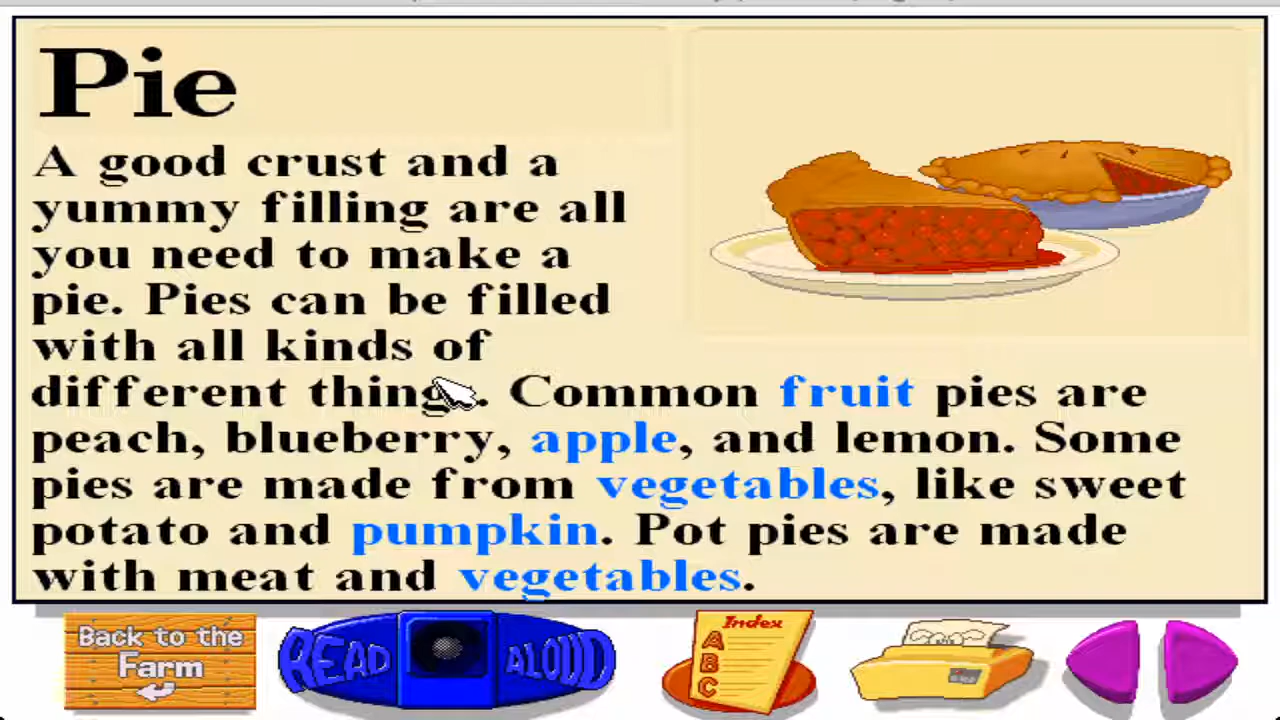 Pie
A good crust and a
yummy filling are all
you need to make a
pie. Pies can be filled
with all kinds of
different things. Common fruit pies are
peach, blueberry, apple, and lemon. Some
pies are made from vegetables, like sweet
potato and pumpkin. Pot pies are made
with meat and vegetables.
Back to the
Farm
READ ALOUD
Index
A
B
C